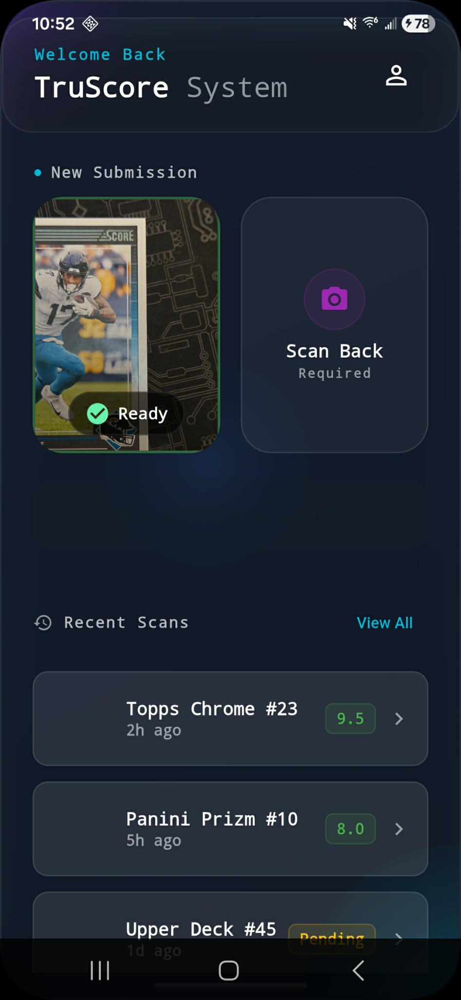 10:52
6
78
Welcome Back
TruScore System
New Submission
SCORE
17
17
Ready
Scan Back
Required
Recent Scans
View All
Topps Chrome #23
2h ago
9.5
Panini Prizm #10
5h ago
8.0
Upper Deck #45
1d ago
Pending